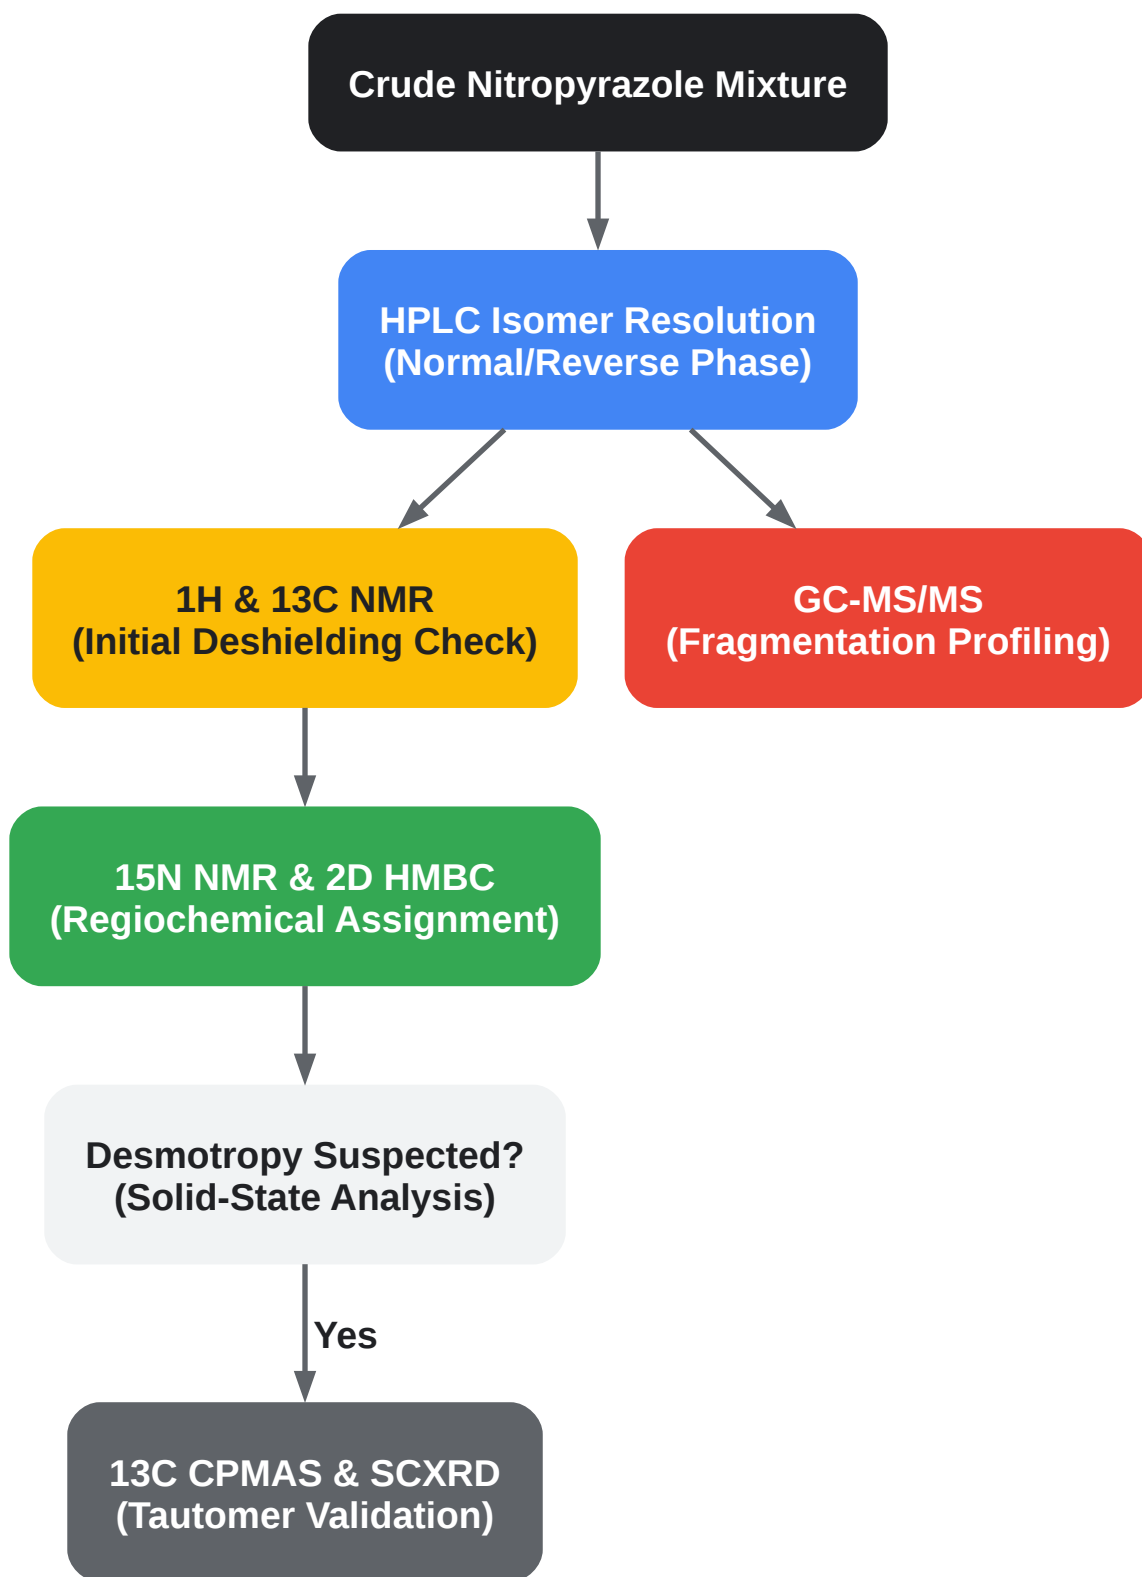 Crude Nitropyrazole Mixture
HPLC Isomer Resolution
(Normal/Reverse Phase)
1H & 13C NMR
(Initial Deshielding Check)
GC-MS/MS
(Fragmentation Profiling)
15N NMR & 2D HMBC
(Regiochemical Assignment)
Desmotropy Suspected?
(Solid-State Analysis)
Yes
13C CPMAS & SCXRD
(Tautomer Validation)